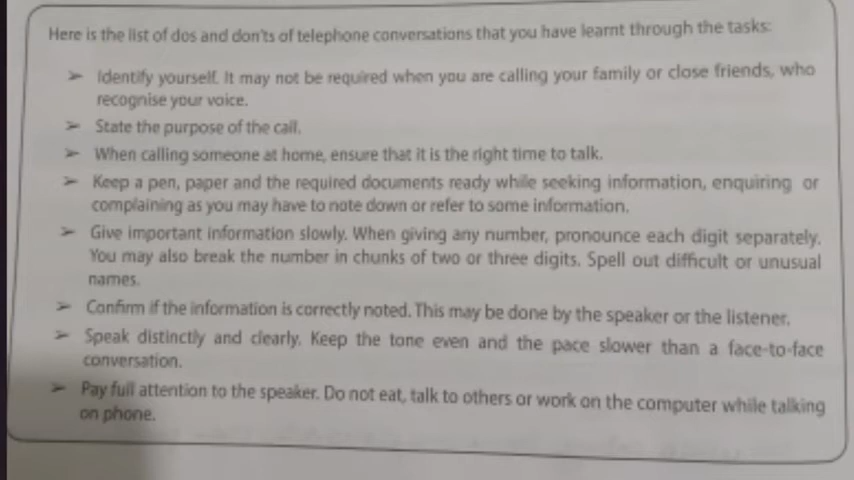 Here is the list of dos and don'ts of telephone conversations that you have learnt through the tasks:
➢ Identify yourself. It may not be required when you are calling your family or close friends, who
recognise your voice.
➢ State the purpose of the call.
➢ When calling someone at home, ensure that it is the right time to talk.
➢ Keep a pen, paper and the required documents ready while seeking information, enquiring or
complaining as you may have to note down or refer to some information.
➢ Give important information slowly. When giving any number, pronounce each digit separately.
You may also break the number in chunks of two or three digits. Spell out difficult or unusual
names.
➢ Confirm if the information is correctly noted. This may be done by the speaker or the listener.
➢ Speak distinctly and clearly. Keep the tone even and the pace slower than a face-to-face
conversation.
➢ Pay full attention to the speaker. Do not eat, talk to others or work on the computer while talking
on phone.